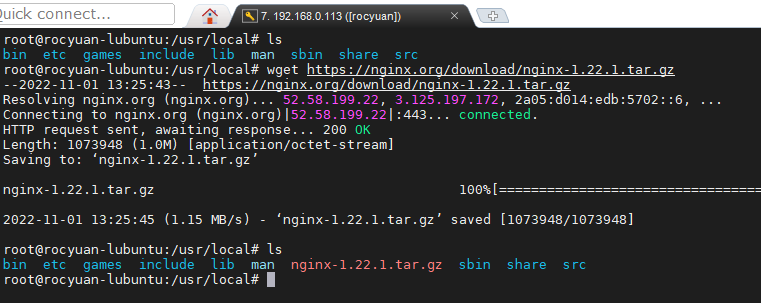 Quick connect...
7. 192.168.0.113 ([rocyuan])
root@rocyuan-lubuntu:/usr/local# ls
bin etc games include lib man sbin share src
root@rocyuan-lubuntu:/usr/local# wget https://nginx.org/download/nginx-1.22.1.tar.gz
--2022-11-01 13:25:43-- https://nginx.org/download/nginx-1.22.1.tar.gz
Resolving nginx.org (nginx.org)... 52.58.199.22, 3.125.197.172, 2a05:d014:edb:5702::6, ...
Connecting to nginx.org (nginx.org)|52.58.199.22|:443... connected.
HTTP request sent, awaiting response... 200 OK
Length: 1073948 (1.0M) [application/octet-stream]
Saving to: ‘nginx-1.22.1.tar.gz’
nginx-1.22.1.tar.gz 100%[=================================
2022-11-01 13:25:45 (1.15 MB/s) - ‘nginx-1.22.1.tar.gz’ saved [1073948/1073948]
root@rocyuan-lubuntu:/usr/local# ls
bin etc games include lib man nginx-1.22.1.tar.gz sbin share src
root@rocyuan-lubuntu:/usr/local#